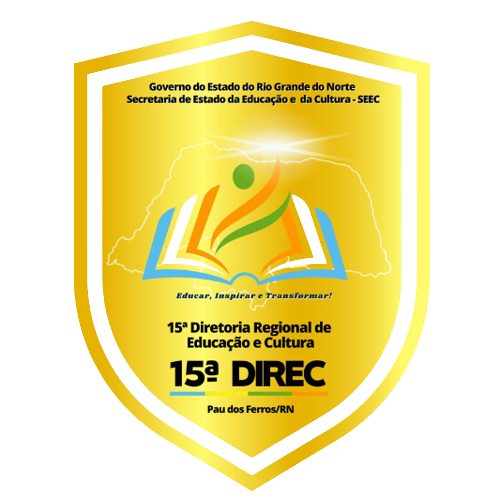 Governo do Estado do Rio Grande do Norte
Secretaria de Estado da Educação e da Cultura - SEEC
Educar, Inspirar e Transformar!
15ª Diretoria Regional de
Educação e Cultura
15ª DIREC
Pau dos Ferros/RN